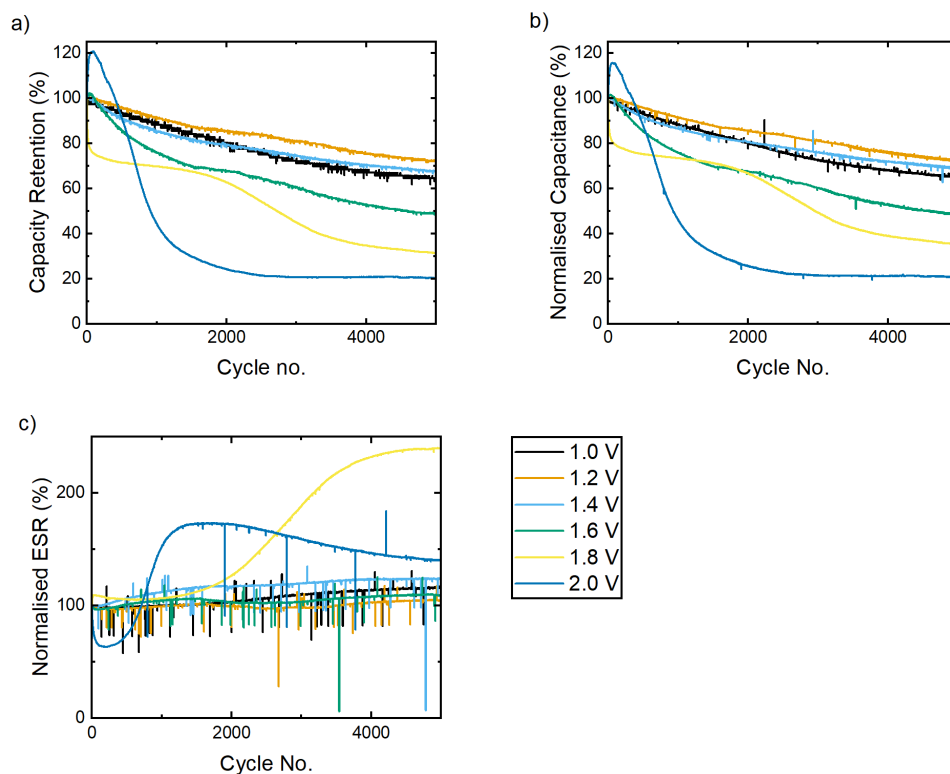 a)
120
100
80
60
40
20
0
0 2000 4000
Capacity Retention (%)
Cycle no.
b)
120
100
80
60
40
20
0
0 2000 4000
Normalised Capacitance (%)
Cycle No.
c)
200
100
0
0 2000 4000
Normalised ESR (%)
Cycle No.
1.0 V
1.2 V
1.4 V
1.6 V
1.8 V
2.0 V